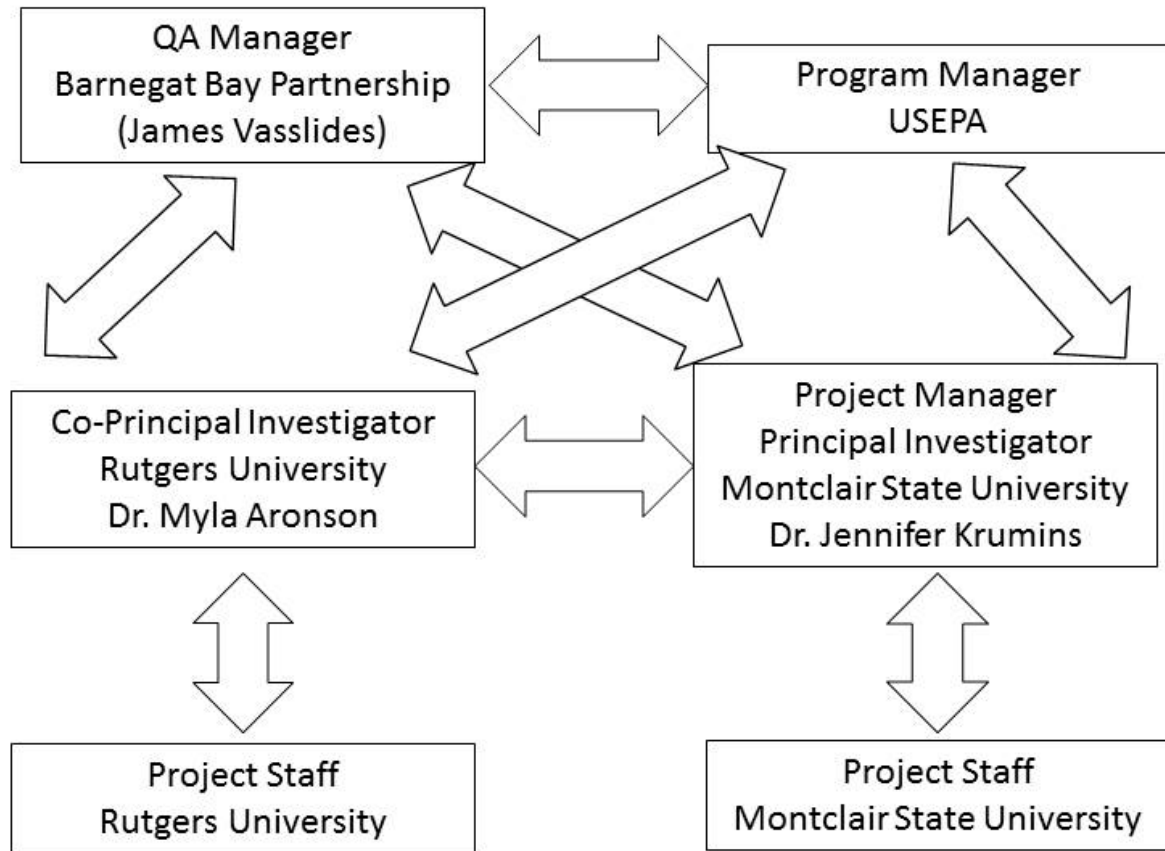 QA Manager
Barnegat Bay Partnership
(James Vasslides)
Program Manager
USEPA
Co-Principal Investigator
Rutgers University
Dr. Myla Aronson
Project Manager
Principal Investigator
Montclair State University
Dr. Jennifer Krumins
Project Staff
Rutgers University
Project Staff
Montclair State University